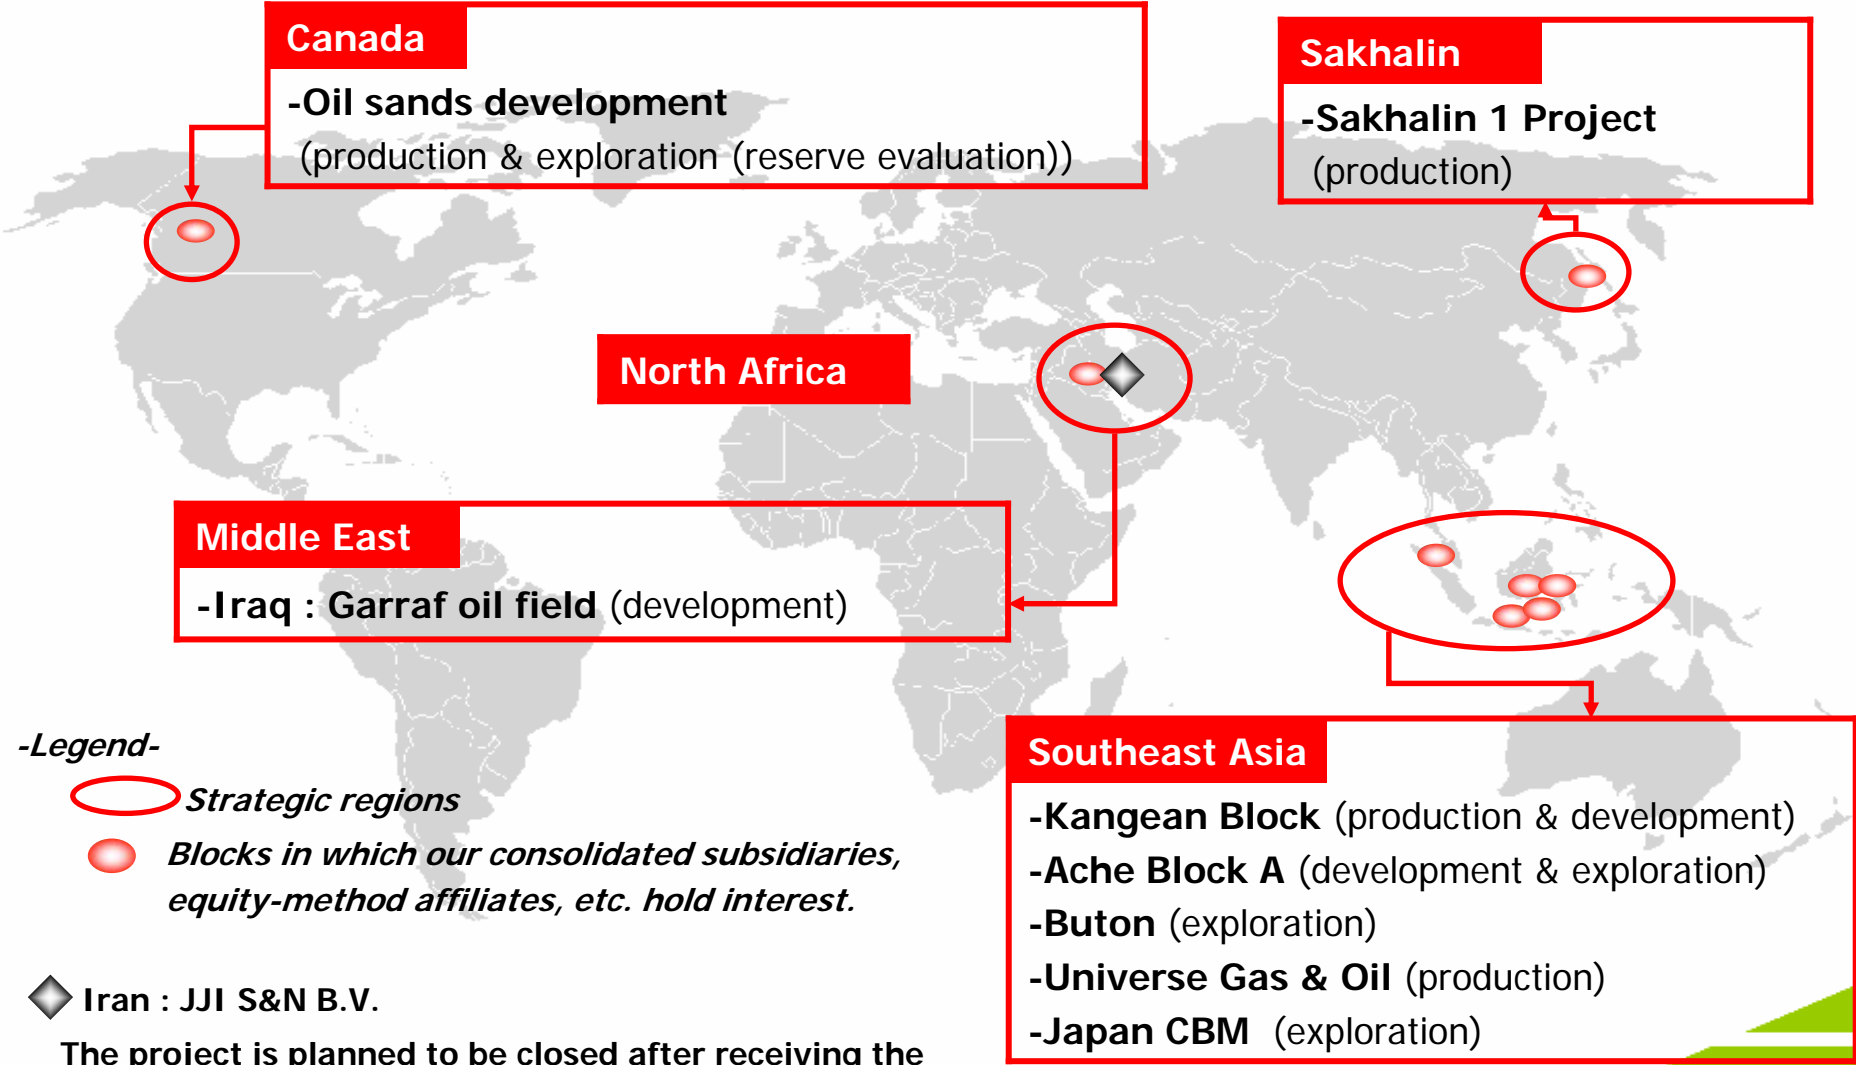 Canada
-Oil sands development
(production & exploration (reserve evaluation))
Sakhalin
-Sakhalin 1 Project
(production)
North Africa
Middle East
-Iraq : Garraf oil field (development)
-Legend-
Strategic regions
Blocks in which our consolidated subsidiaries,
equity-method affiliates, etc. hold interest.
Iran : JJI S&N B.V.
The project is planned to be closed after receiving the
Southeast Asia
-Kangean Block (production & development)
-Ache Block A (development & exploration)
-Buton (exploration)
-Universe Gas & Oil (production)
-Japan CBM (exploration)